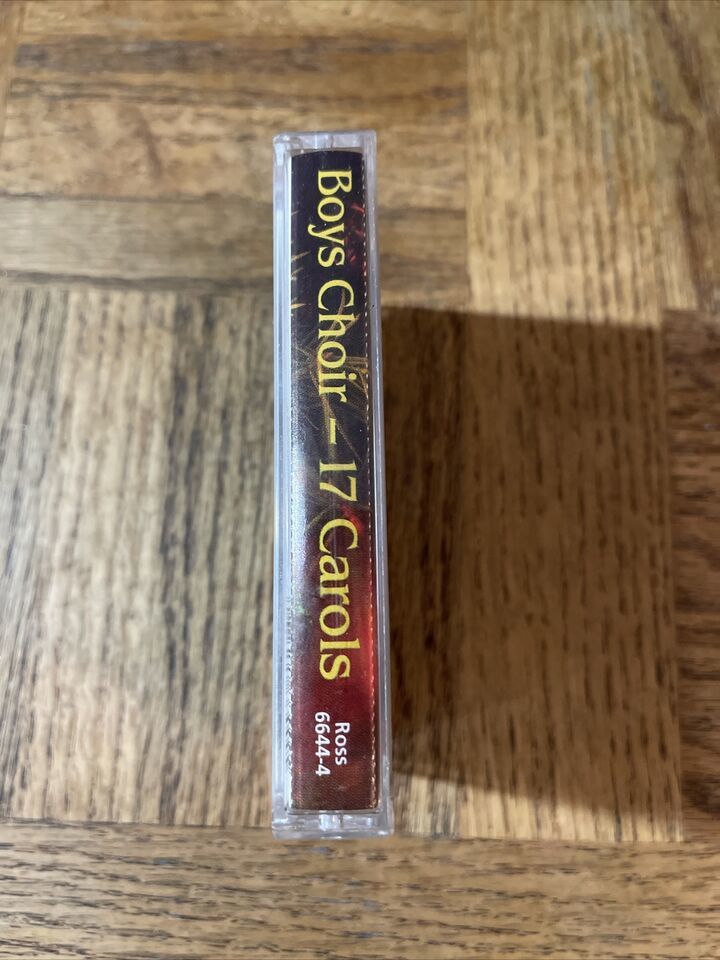 Boys Choir – 17 Carols
Ross
6644-4